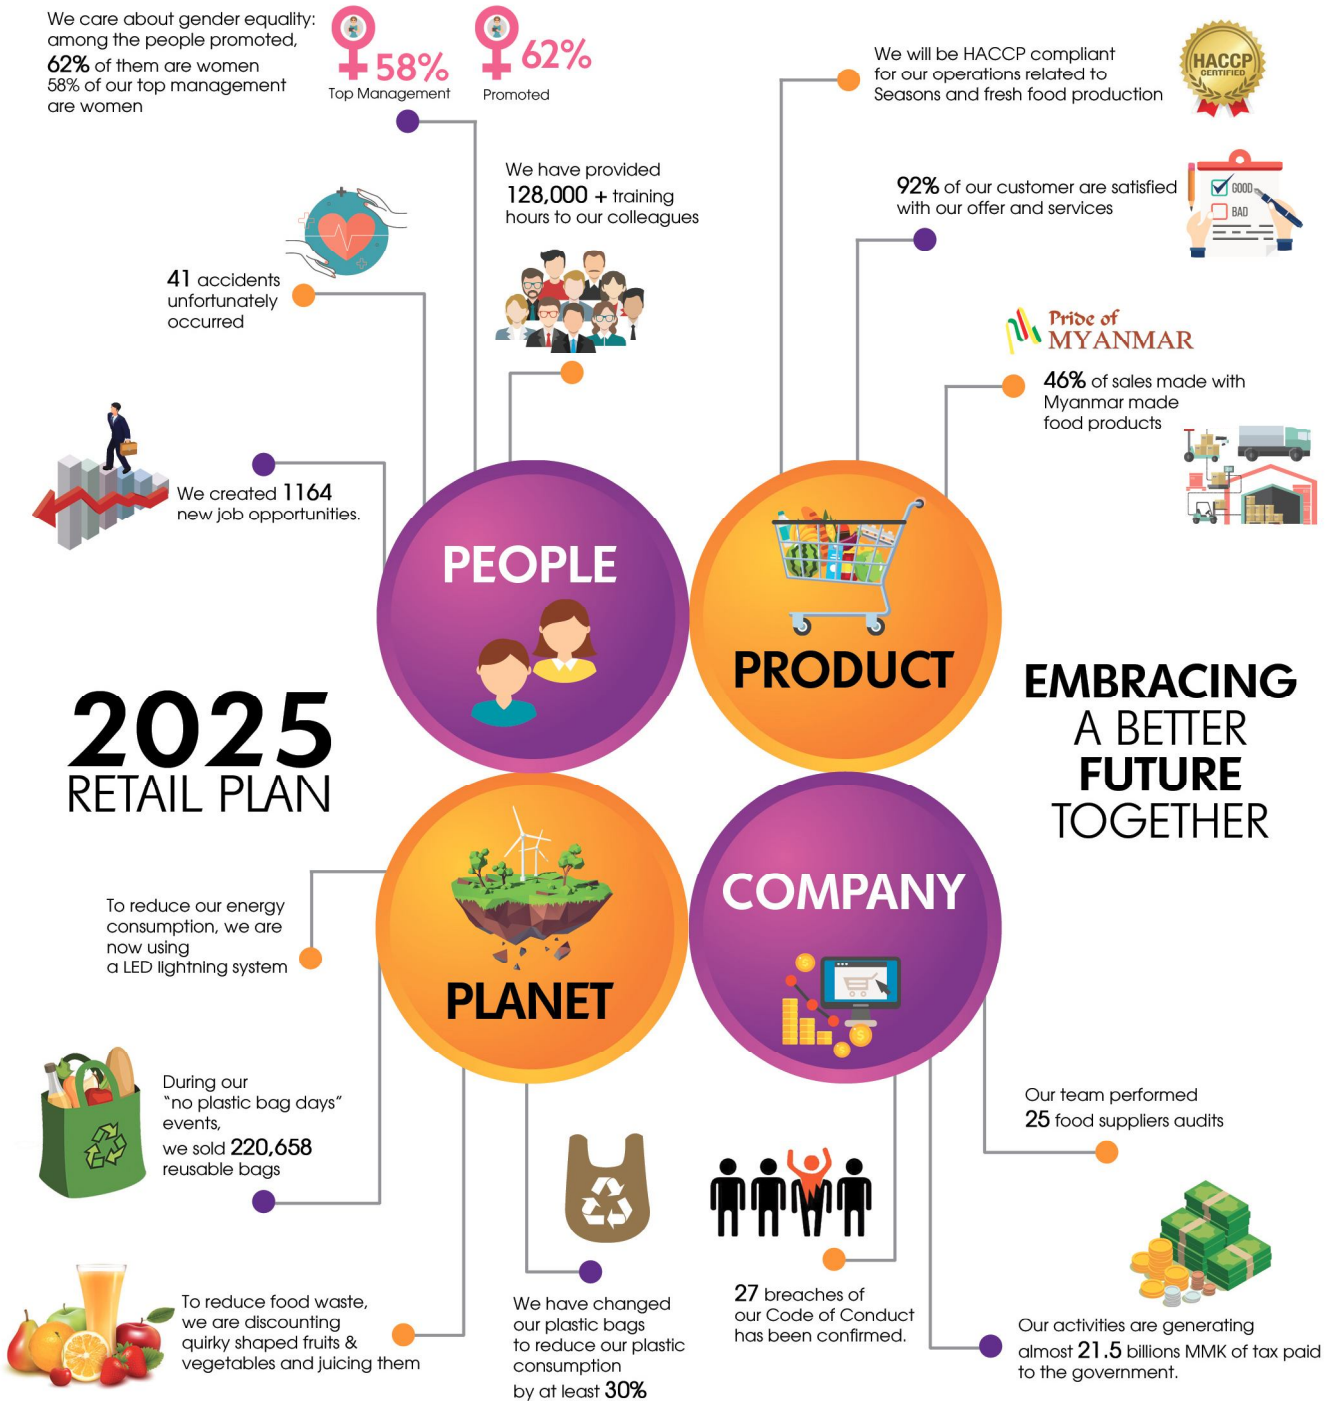 We care about gender equality:
among the people promoted,
62% of them are women
58% of our top management
are women
58%
Top Management
62%
Promoted
We have provided
128,000 + training
hours to our colleagues
41 accidents
unfortunately
occurred
We created 1164
new job opportunities.
We will be HACCP compliant
for our operations related to
Seasons and fresh food production
HACCP
CERTIFIED
92% of our customer are satisfied
with our offer and services
GOOD
BAD
Pride of
MYANMAR
46% of sales made with
Myanmar made
food products
PEOPLE
PRODUCT
2025
RETAIL PLAN
EMBRACING
A BETTER
FUTURE
TOGETHER
PLANET
COMPANY
To reduce our energy
consumption, we are
now using
a LED lightning system
During our
"no plastic bag days"
events,
we sold 220,658
reusable bags
To reduce food waste,
we are discounting
quirky shaped fruits &
vegetables and juicing them
We have changed
our plastic bags
to reduce our plastic
consumption
by at least 30%
27 breaches of
our Code of Conduct
has been confirmed.
Our team performed
25 food suppliers audits
Our activities are generating
almost 21.5 billions MMK of tax paid
to the government.